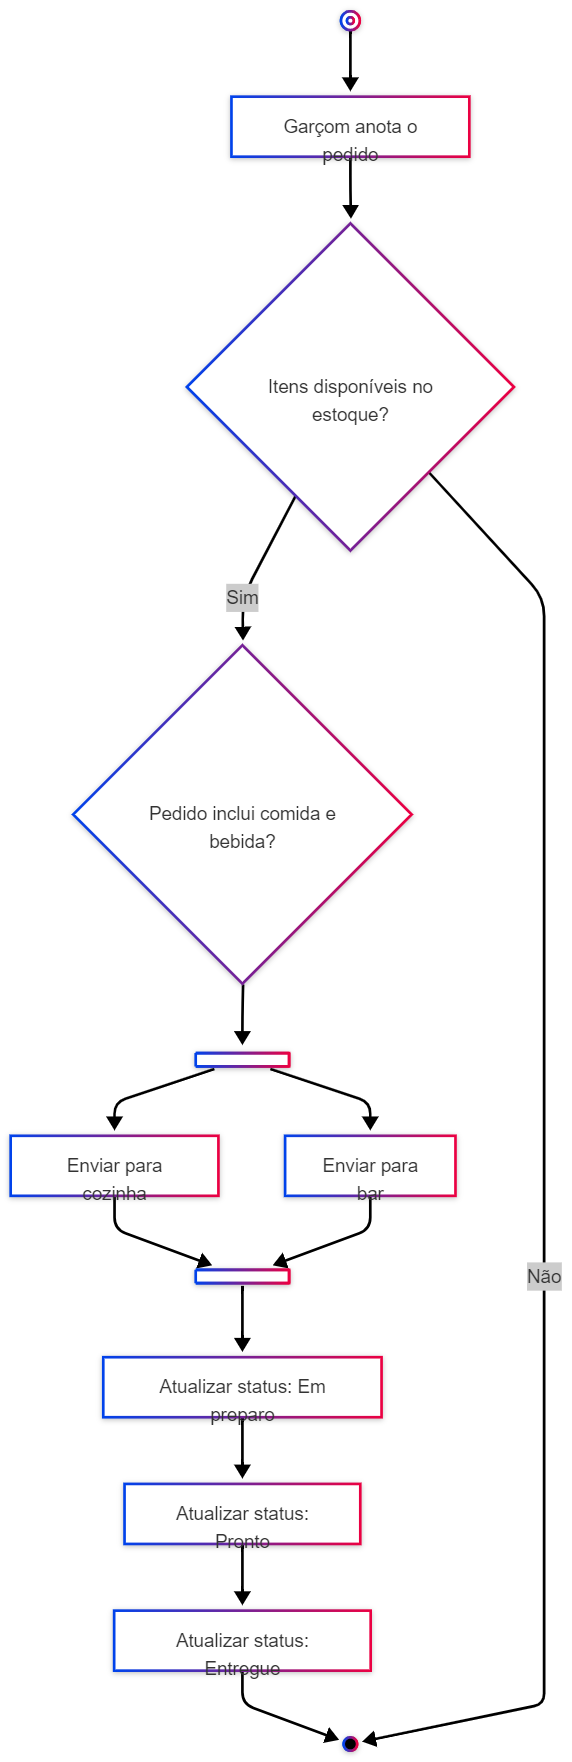 Garçom anota o
pedido
Itens disponíveis no
estoque?
Sim
Pedido inclui comida e
bebida?
Enviar para
cozinha
Enviar para
bar
Não
Atualizar status: Em
preparo
Atualizar status:
Pronto
Atualizar status:
Entregue